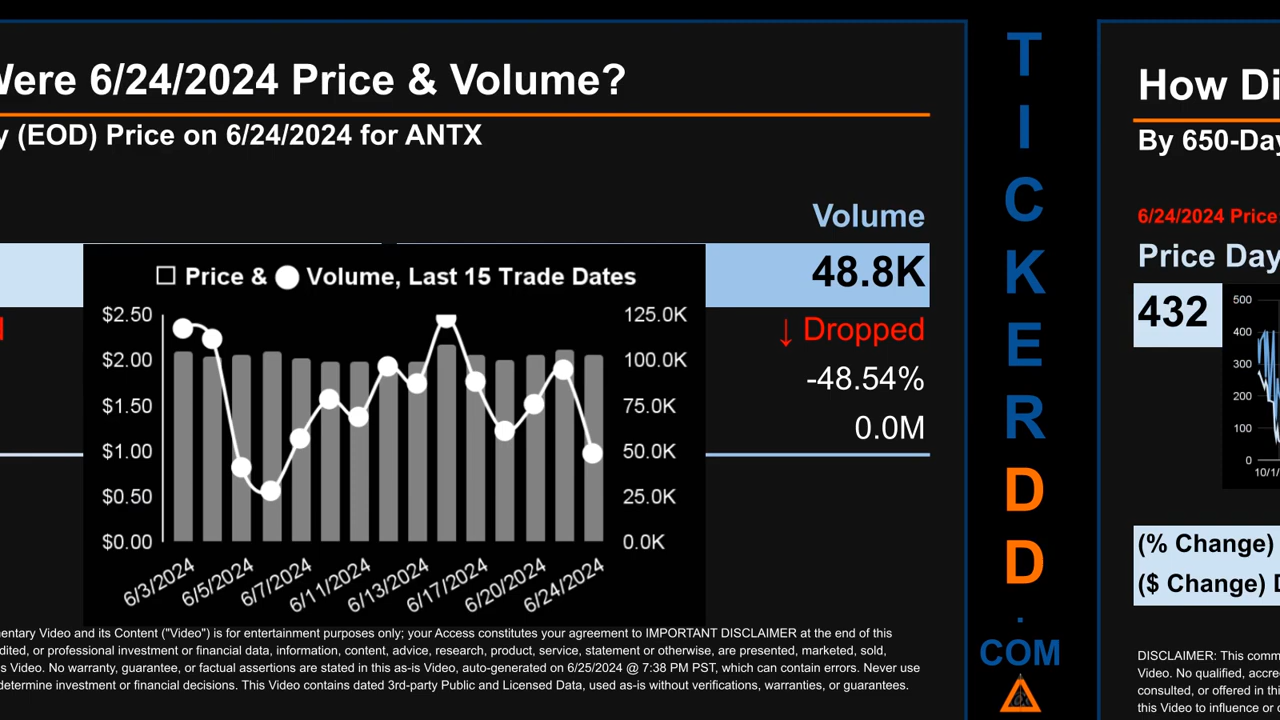 Were 6/24/2024 Price & Volume?
(EOD) Price on 6/24/2024 for ANTX
Volume
48.8K
↓ Dropped
-48.54%
0.0M
Price & Volume, Last 15 Trade Dates
$2.50
$2.00
$1.50
$1.00
$0.50
$0.00
125.0K
100.0K
75.0K
50.0K
25.0K
0.0K
6/3/2024
6/5/2024
6/7/2024
6/11/2024
6/13/2024
6/17/2024
6/20/2024
6/24/2024
mentary Video and its Content ("Video") is for entertainment purposes only; your Access constitutes your agreement to IMPORTANT DISCLAIMER at the end of this
dited, or professional investment or financial data, information, content, advice, research, product, service, statement or otherwise, are presented, marketed, sold,
s Video. No warranty, guarantee, or factual assertions are stated in this as-is Video, auto-generated on 6/25/2024 @ 7:38 PM PST, which can contain errors. Never use
determine investment or financial decisions. This Video contains dated 3rd-party Public and Licensed Data, used as-is without verifications, warranties, or guarantees.
T
I
C
K
E
R
D
D
.
COM
How Di
By 650-Day
6/24/2024 Price
Price Day
432
500
400
300
200
100
0
10/1/
(% Change)
($ Change) D
DISCLAIMER: This comm
Video. No qualified, accre
consulted, or offered in thi
this Video to influence or d